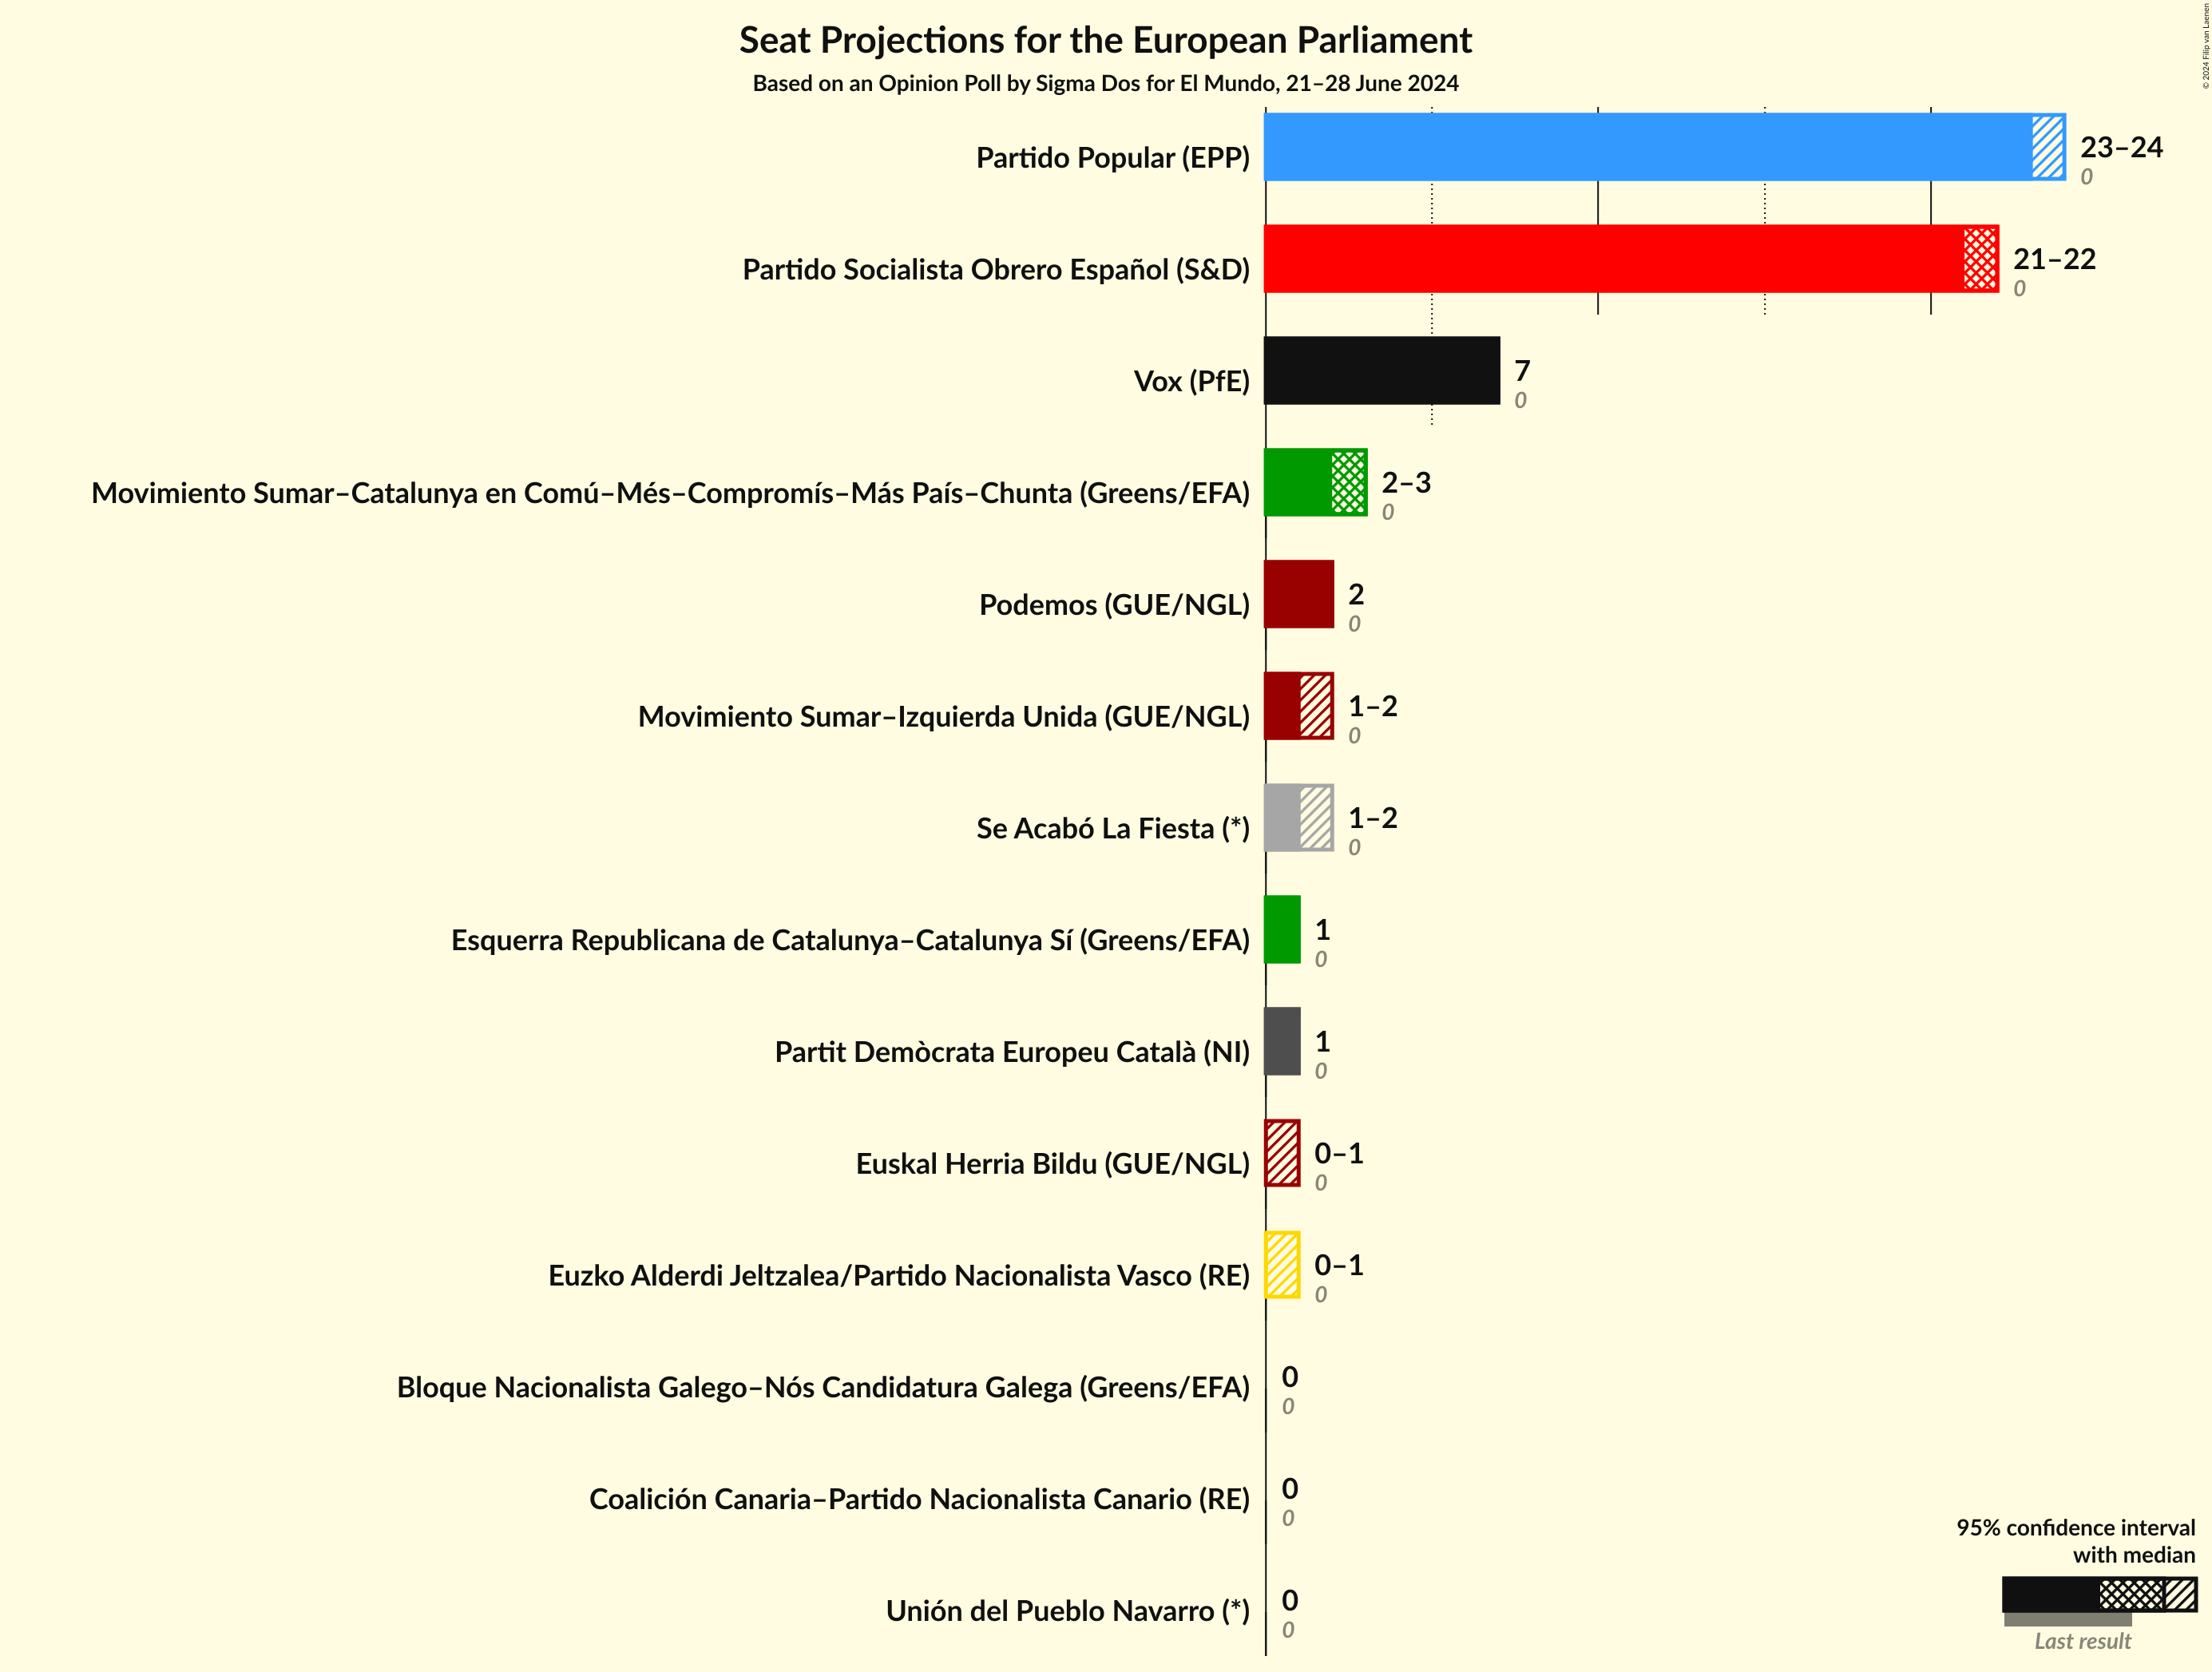 Seat Projections for the European Parliament
Based on an Opinion Poll by Sigma Dos for El Mundo, 21–28 June 2024
© 2024 Filip van Laenen
Partido Popular (EPP)
23–24
0
Partido Socialista Obrero Español (S&D)
21–22
0
Vox (PfE)
7
0
Movimiento Sumar–Catalunya en Comú–Més–Compromís–Más País–Chunta (Greens/EFA)
2–3
0
Podemos (GUE/NGL)
2
0
Movimiento Sumar–Izquierda Unida (GUE/NGL)
1–2
0
Se Acabó La Fiesta (*)
1–2
0
Esquerra Republicana de Catalunya–Catalunya Sí (Greens/EFA)
1
0
Partit Demòcrata Europeu Català (NI)
1
0
Euskal Herria Bildu (GUE/NGL)
0–1
0
Euzko Alderdi Jeltzalea/Partido Nacionalista Vasco (RE)
0–1
0
Bloque Nacionalista Galego–Nós Candidatura Galega (Greens/EFA)
0
0
Coalición Canaria–Partido Nacionalista Canario (RE)
0
0
Unión del Pueblo Navarro (*)
0
0
95% confidence interval
with median
Last result